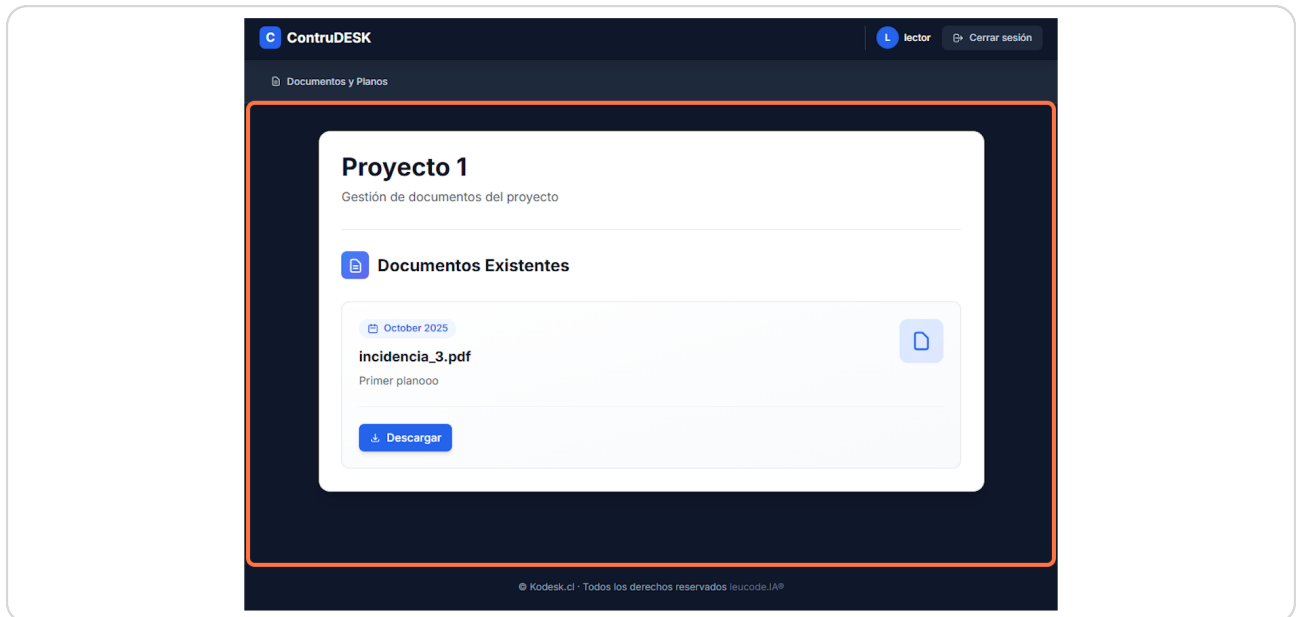 C ContruDESK
L lector Cerrar sesión
Documentos y Planos
Proyecto 1
Gestión de documentos del proyecto
Documentos Existentes
October 2025
incidencia_3.pdf
Primer planooo
Descargar
© Kodesk.cl · Todos los derechos reservados leucode.IA®